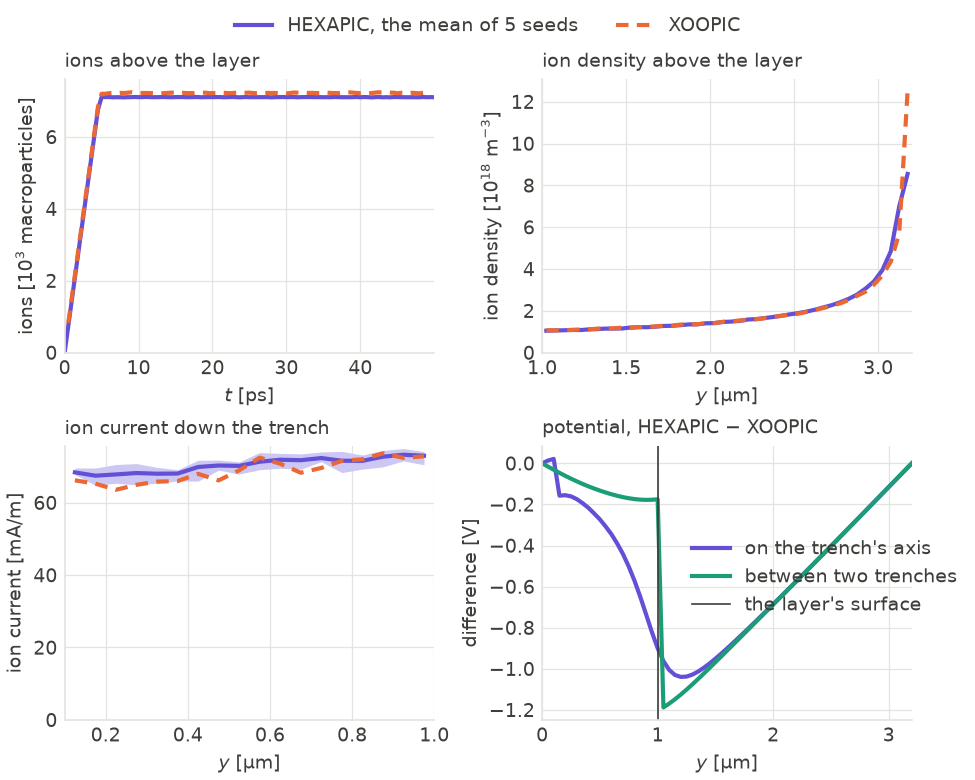 HEXAPIC, the mean of 5 seeds XOOPIC
ions above the layer
ions [10³ macroparticles]
6
4
2
0
0 10 20 30 40 50
t [ps]
ion density above the layer
ion density [10¹⁸ m⁻³]
12
10
8
6
4
2
0
1.0 1.5 2.0 2.5 3.0
y [μm]
ion current down the trench
ion current [mA/m]
60
40
20
0
0.2 0.4 0.6 0.8 1.0
y [μm]
potential, HEXAPIC − XOOPIC
difference [V]
0.0
−0.2
−0.4
−0.6
−0.8
−1.0
−1.2
on the trench's axis
between two trenches
the layer's surface
0 1 2 3
y [μm]